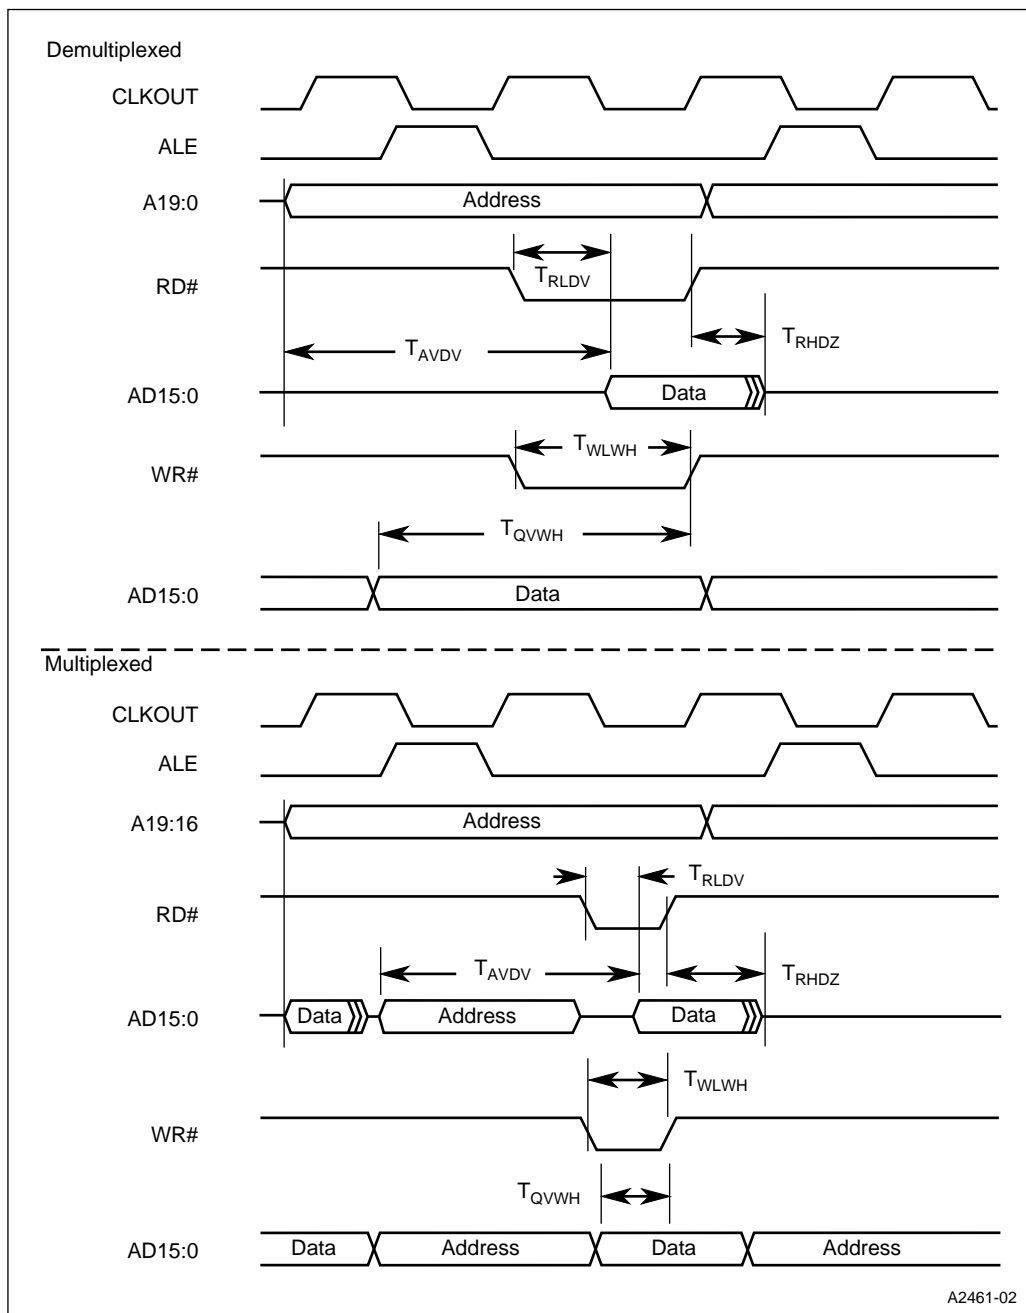 Demultiplexed
CLKOUT
ALE
A19:0 Address
RD# TRLDV
TAVDV TRHDZ
AD15:0 Data
WR# TWLWH
TQVWH
AD15:0 Data
Multiplexed
CLKOUT
ALE
A19:16 Address
TRLDV
RD#
TAVDV TRHDZ
AD15:0 Data Address Data
TWLWH
WR#
TQVWH
AD15:0 Data Address Data Address
A2461-02